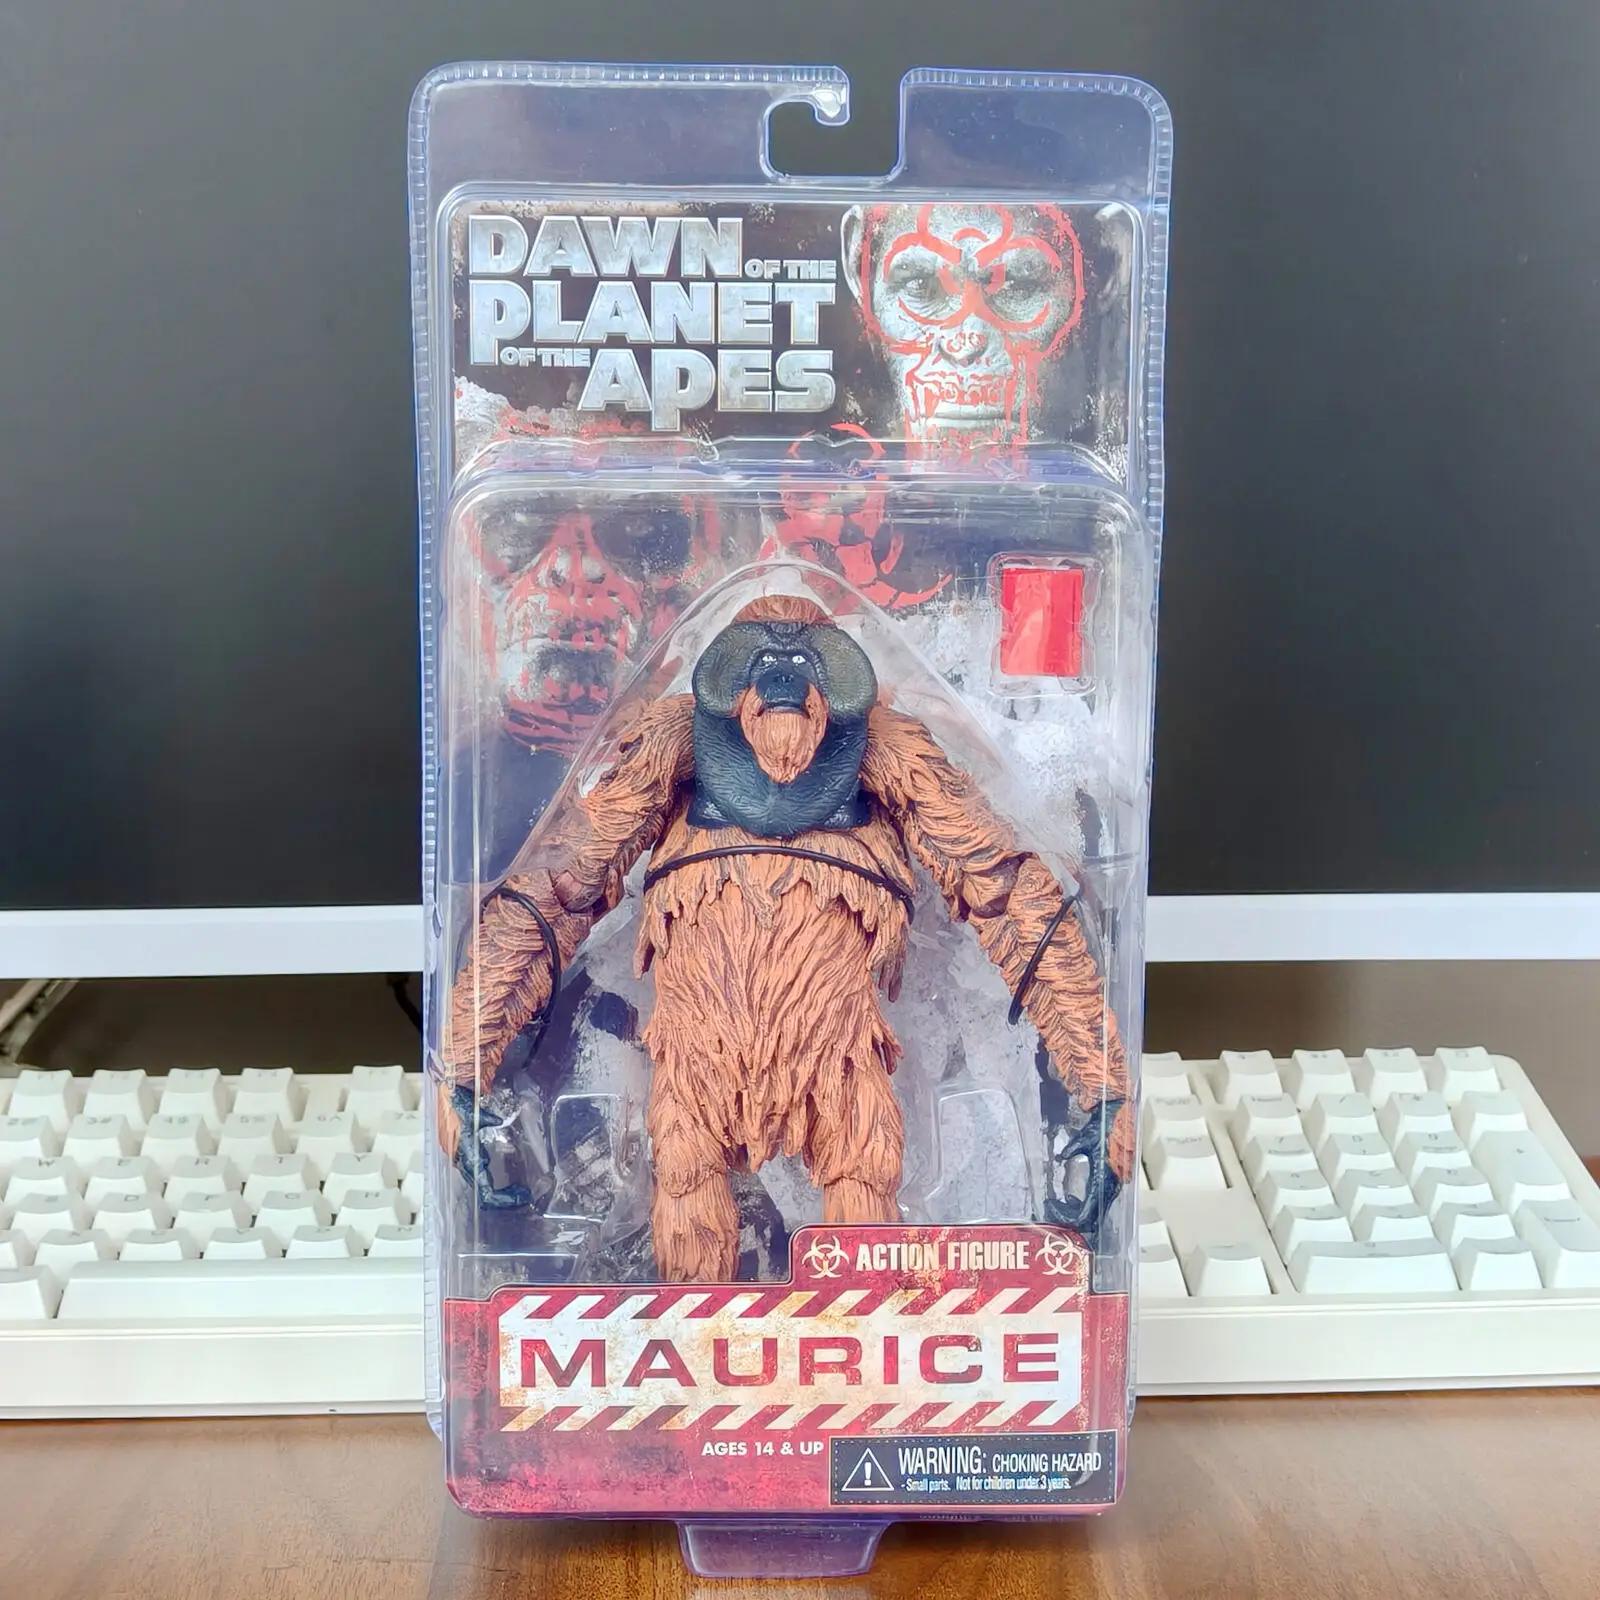 DAWN OF THE
PLANET
OF THE APES
ACTION FIGURE
MAURICE
AGES 14 & UP
WARNING: CHOKING HAZARD
- Small parts. Not for children under 3 years.
W E R T Y
S D F G H